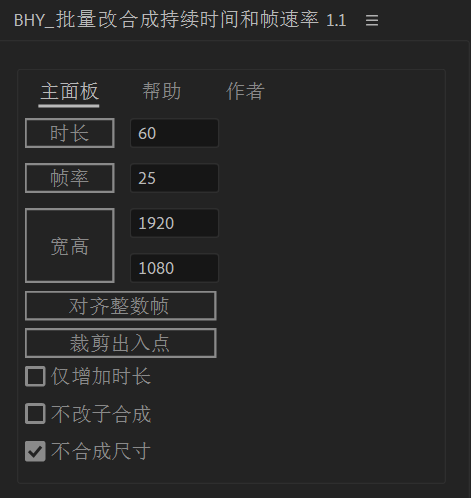 BHY_批量改合成持续时间和帧速率 1.1
主面板 帮助 作者
时长 60
帧率 25
宽高 1920
1080
对齐整数帧
裁剪出入点
仅增加时长
不改子合成
不合成尺寸